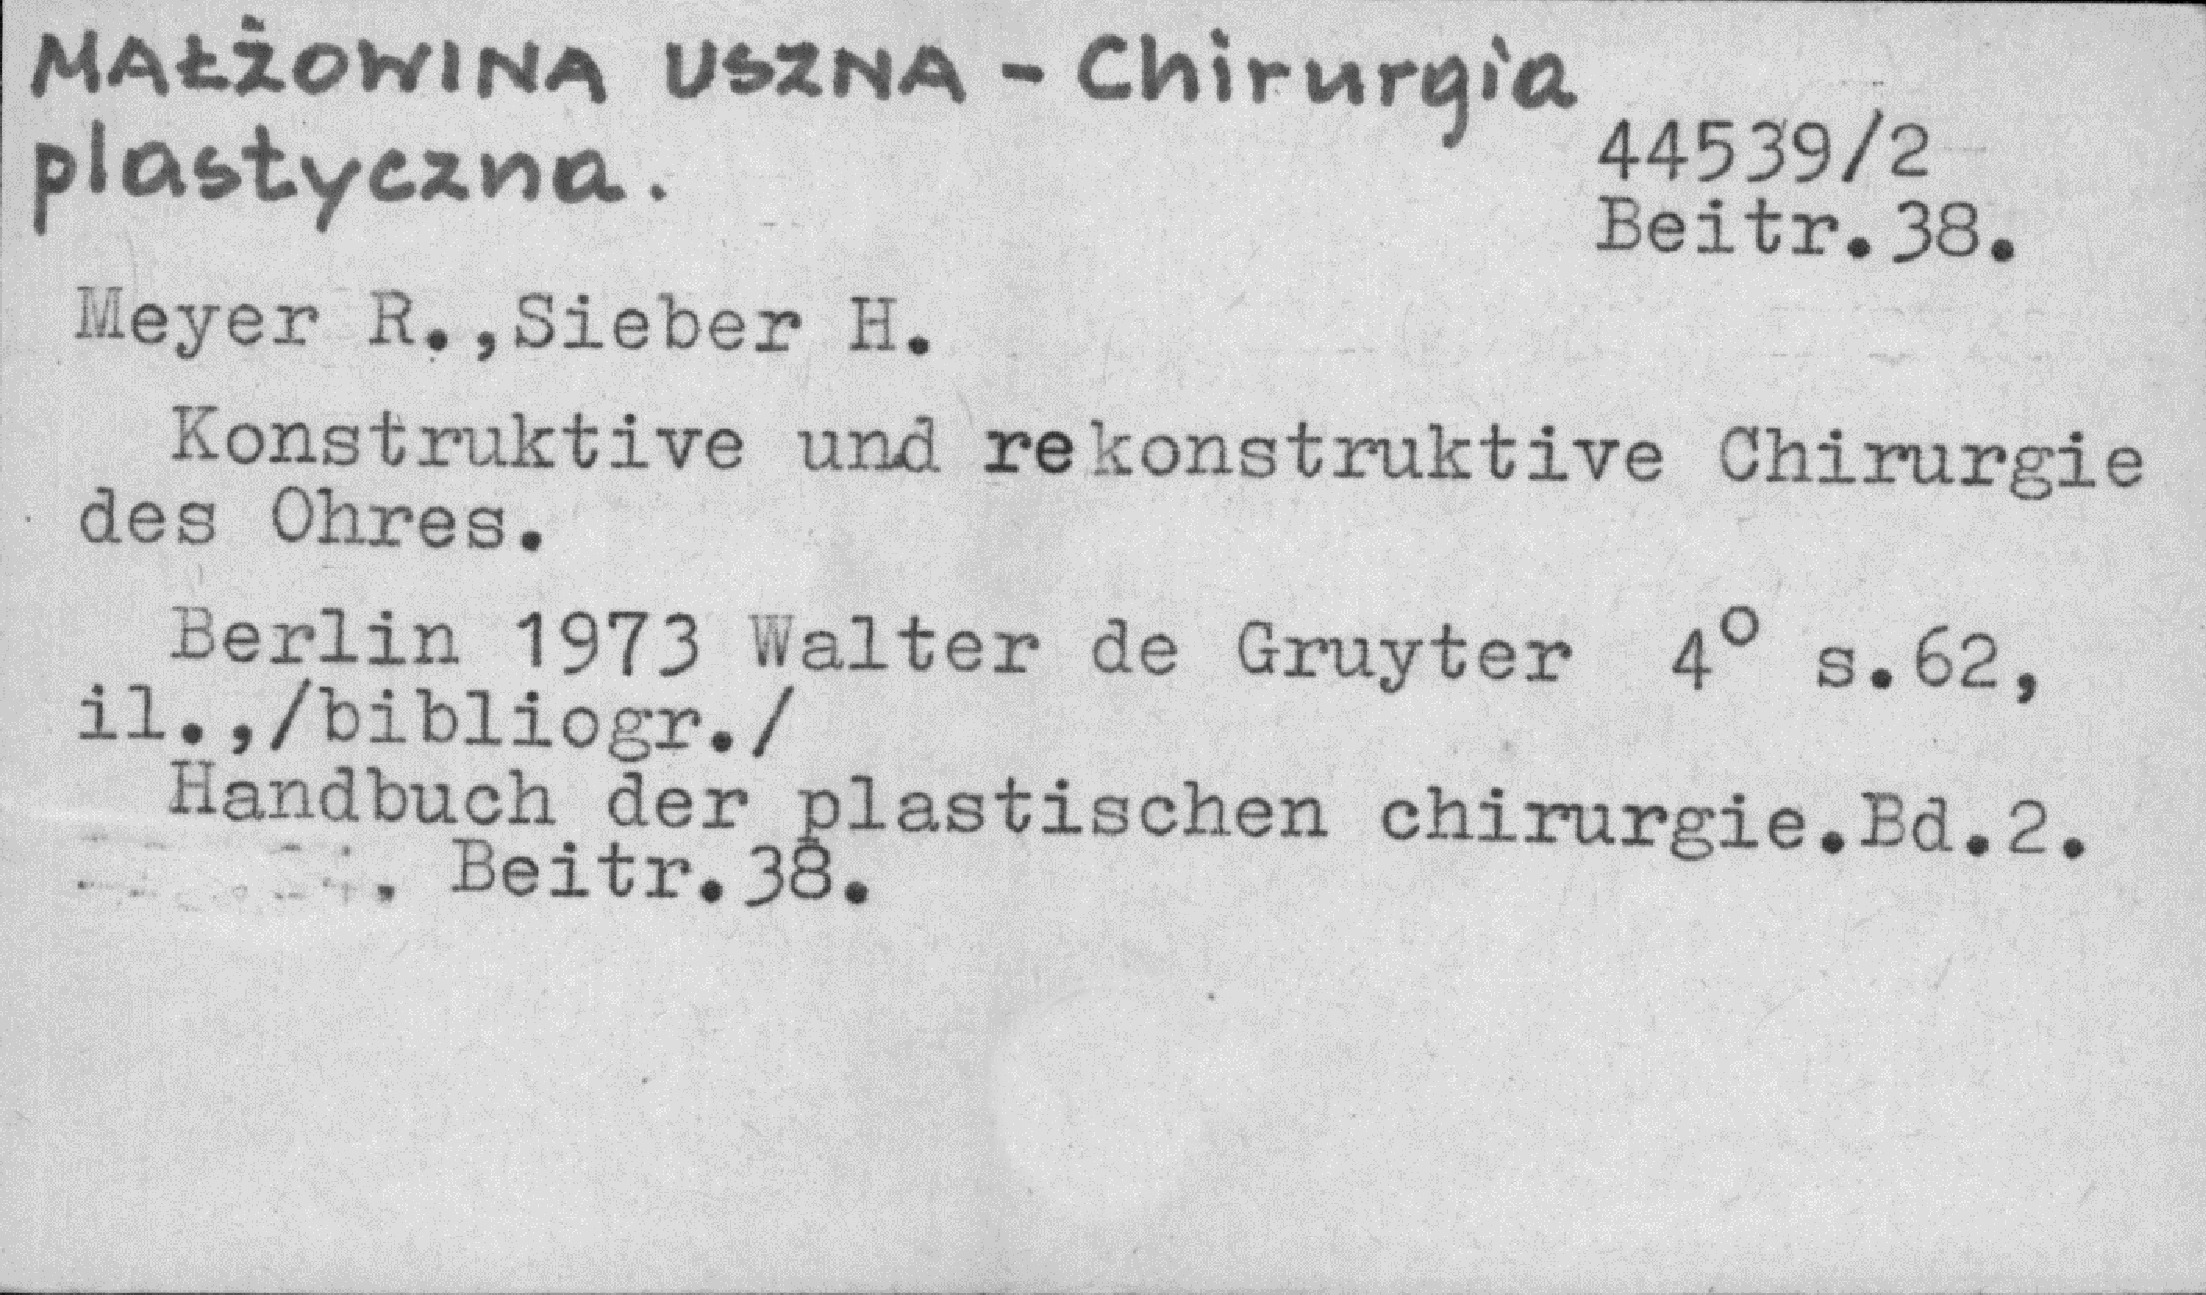 MAŁŻOWINA USZNA - Chirurgia
plastyczna.
44539/2
Beitr.38.
Meyer R.,Sieber H.
Konstruktive und rekonstruktive Chirurgie
des Ohres.
Berlin 1973 Walter de Gruyter 4° s.62,
il.,/bibliogr./
Handbuch der plastischen chirurgie.Bd.2.
. Beitr.38.